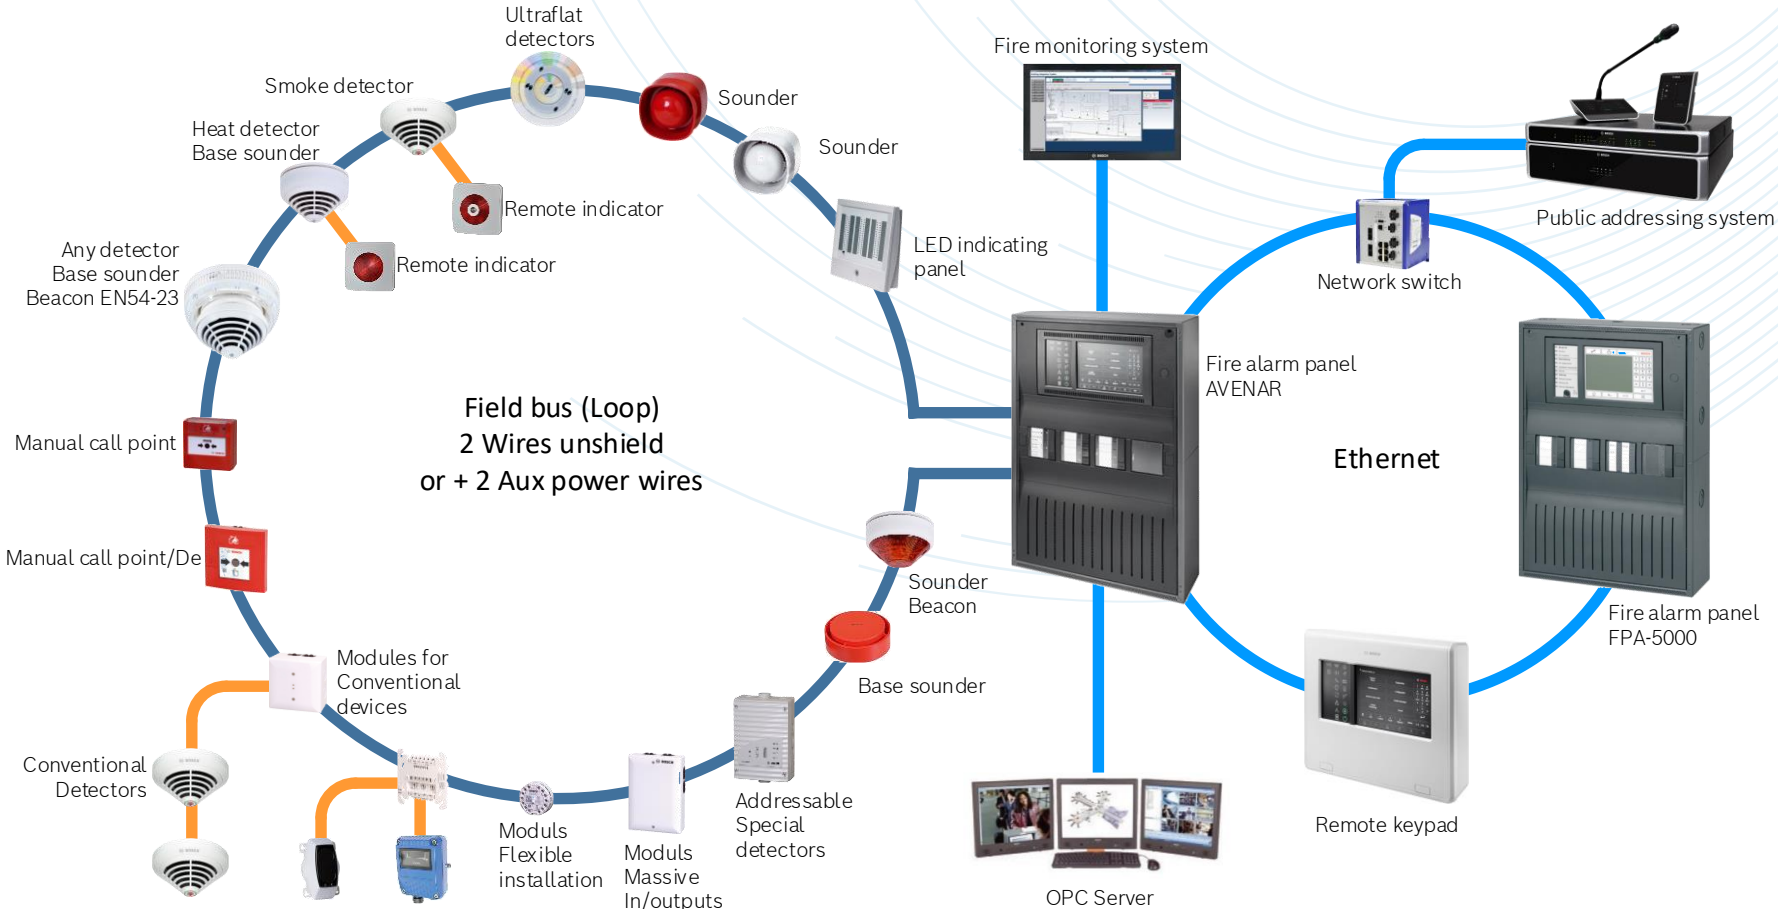 Ultraflat
detectors
Smoke detector
Heat detector
Base sounder
Any detector
Base sounder
Beacon EN54-23
Manual call point
Manual call point/De
Remote indicator
Remote indicator
Sounder
Sounder
LED indicating
panel
Field bus (Loop)
2 Wires unshield
or + 2 Aux power wires
Modules for
Conventional
devices
Conventional
Detectors
Moduls
Flexible
installation
Moduls
Massive
In/outputs
Addressable
Special
detectors
Base sounder
Sounder
Beacon
Fire monitoring system
Fire alarm panel
AVENAR
OPC Server
Ethernet
Network switch
Public addressing system
Fire alarm panel
FPA-5000
Remote keypad